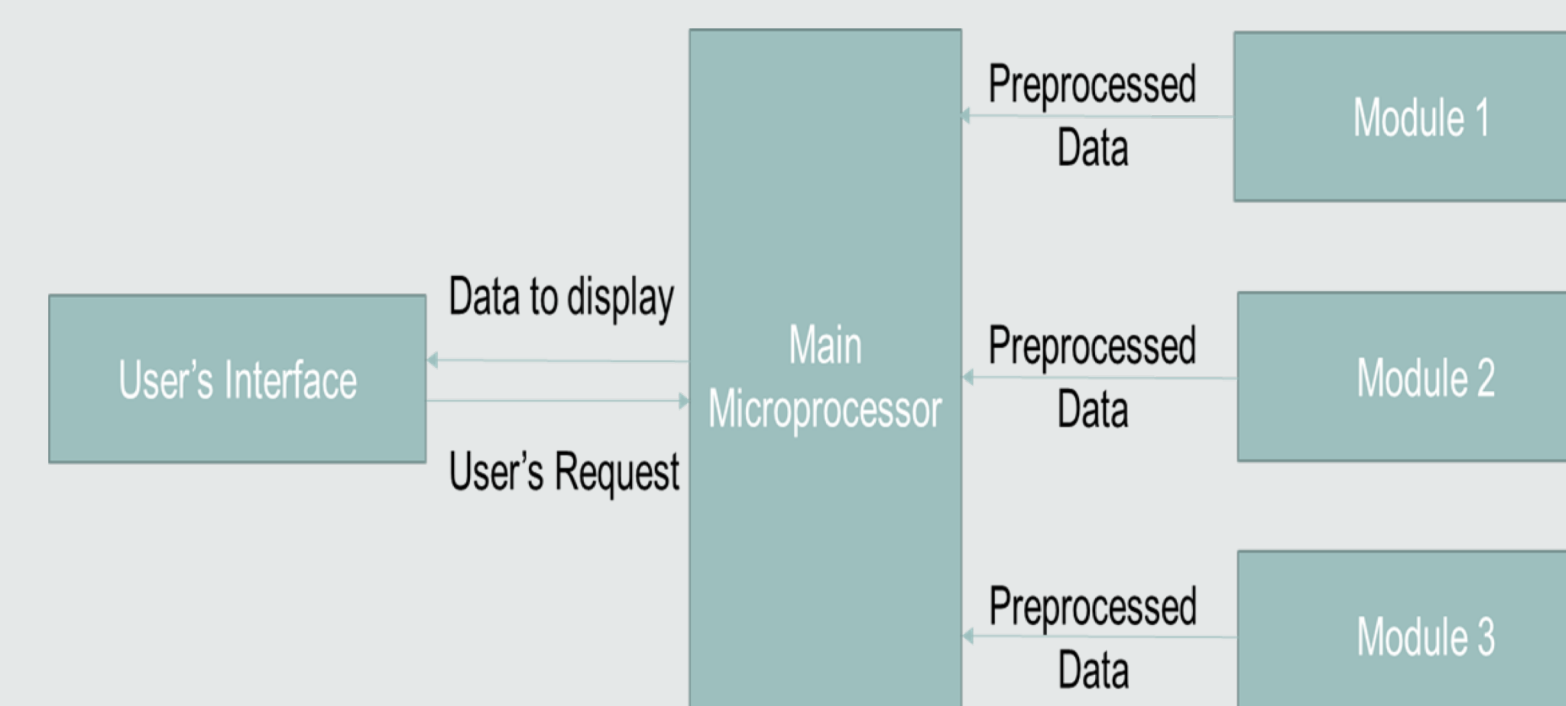 User's Interface
Data to display
User's Request
Main
Microprocessor
Preprocessed
Data
Module 1
Preprocessed
Data
Module 2
Preprocessed
Data
Module 3